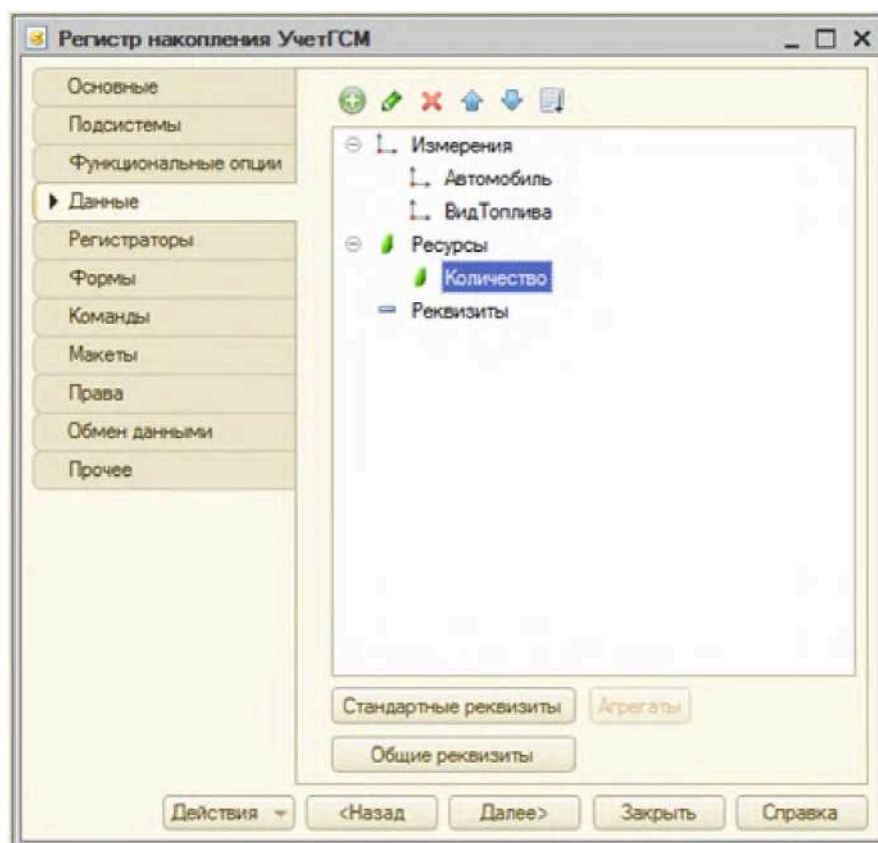 Регистр накопления УчетГСМ
Основные
Подсистемы
Функциональные опции
Данные
Регистраторы
Формы
Команды
Макеты
Права
Обмен данными
Прочее
Измерения
Автомобиль
ВидТоплива
Ресурсы
Количество
Реквизиты
Стандартные реквизиты
Агрегаты
Общие реквизиты
Действия
<Назад
Далее>
Закрыть
Справка